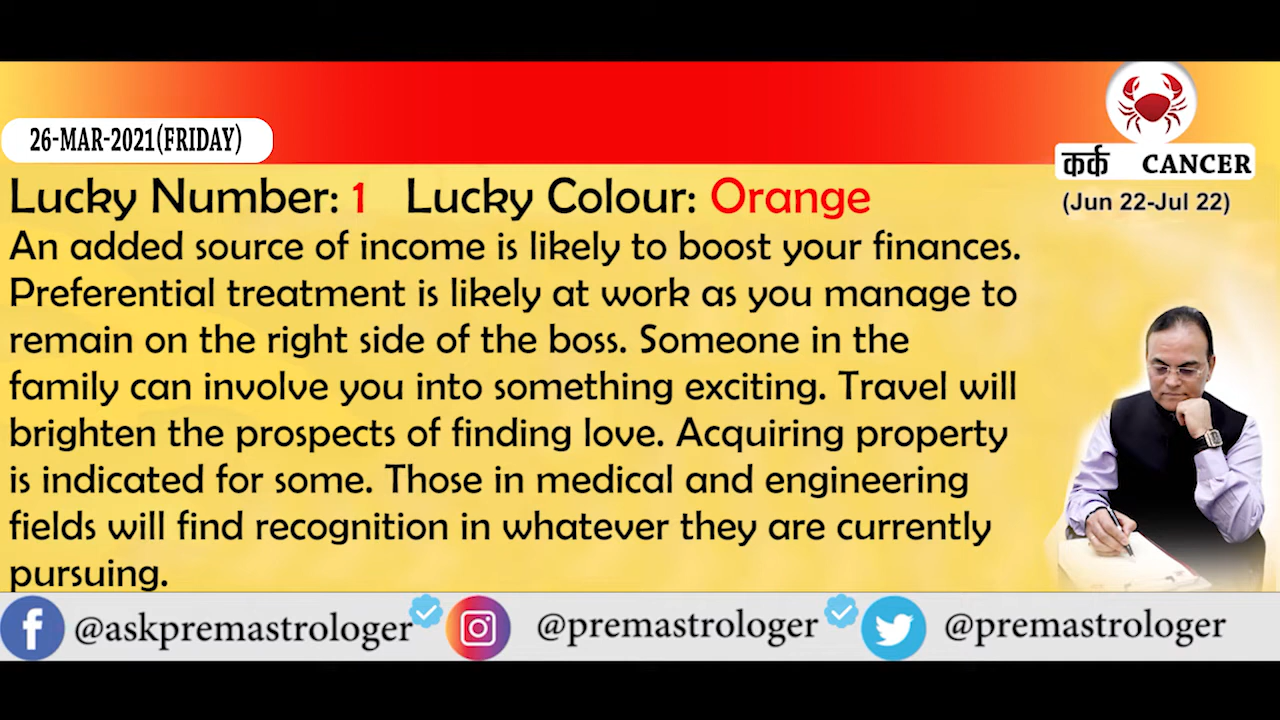 26-MAR-2021(FRIDAY)
कर्क CANCER
(Jun 22-Jul 22)
Lucky Number: 1 Lucky Colour: Orange
An added source of income is likely to boost your finances.
Preferential treatment is likely at work as you manage to
remain on the right side of the boss. Someone in the
family can involve you into something exciting. Travel will
brighten the prospects of finding love. Acquiring property
is indicated for some. Those in medical and engineering
fields will find recognition in whatever they are currently
pursuing.
@askpremastrologer @premastrologer @premastrologer